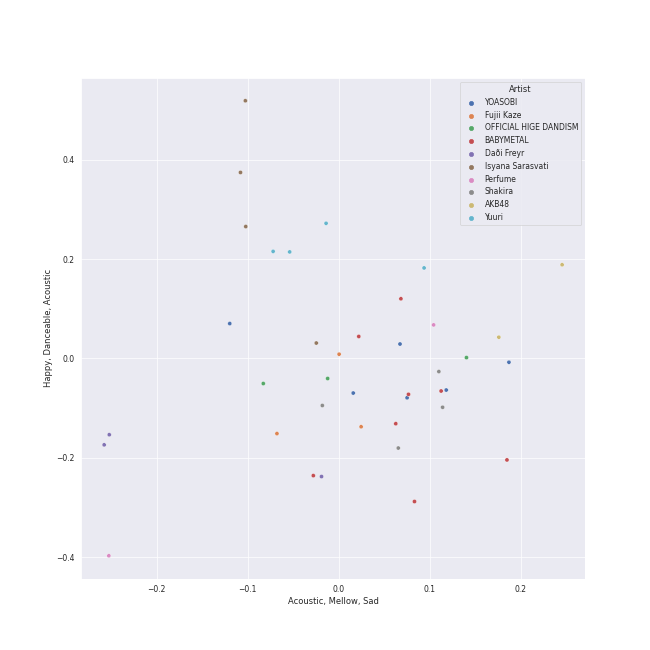 Artist
YOASOBI
Fujii Kaze
OFFICIAL HIGE DANDISM
BABYMETAL
Daði Freyr
Isyana Sarasvati
Perfume
Shakira
AKB48
Yuuri
Happy, Danceable, Acoustic
0.4
0.2
0.0
−0.2
−0.4
−0.2
−0.1
0.0
0.1
0.2
Acoustic, Mellow, Sad